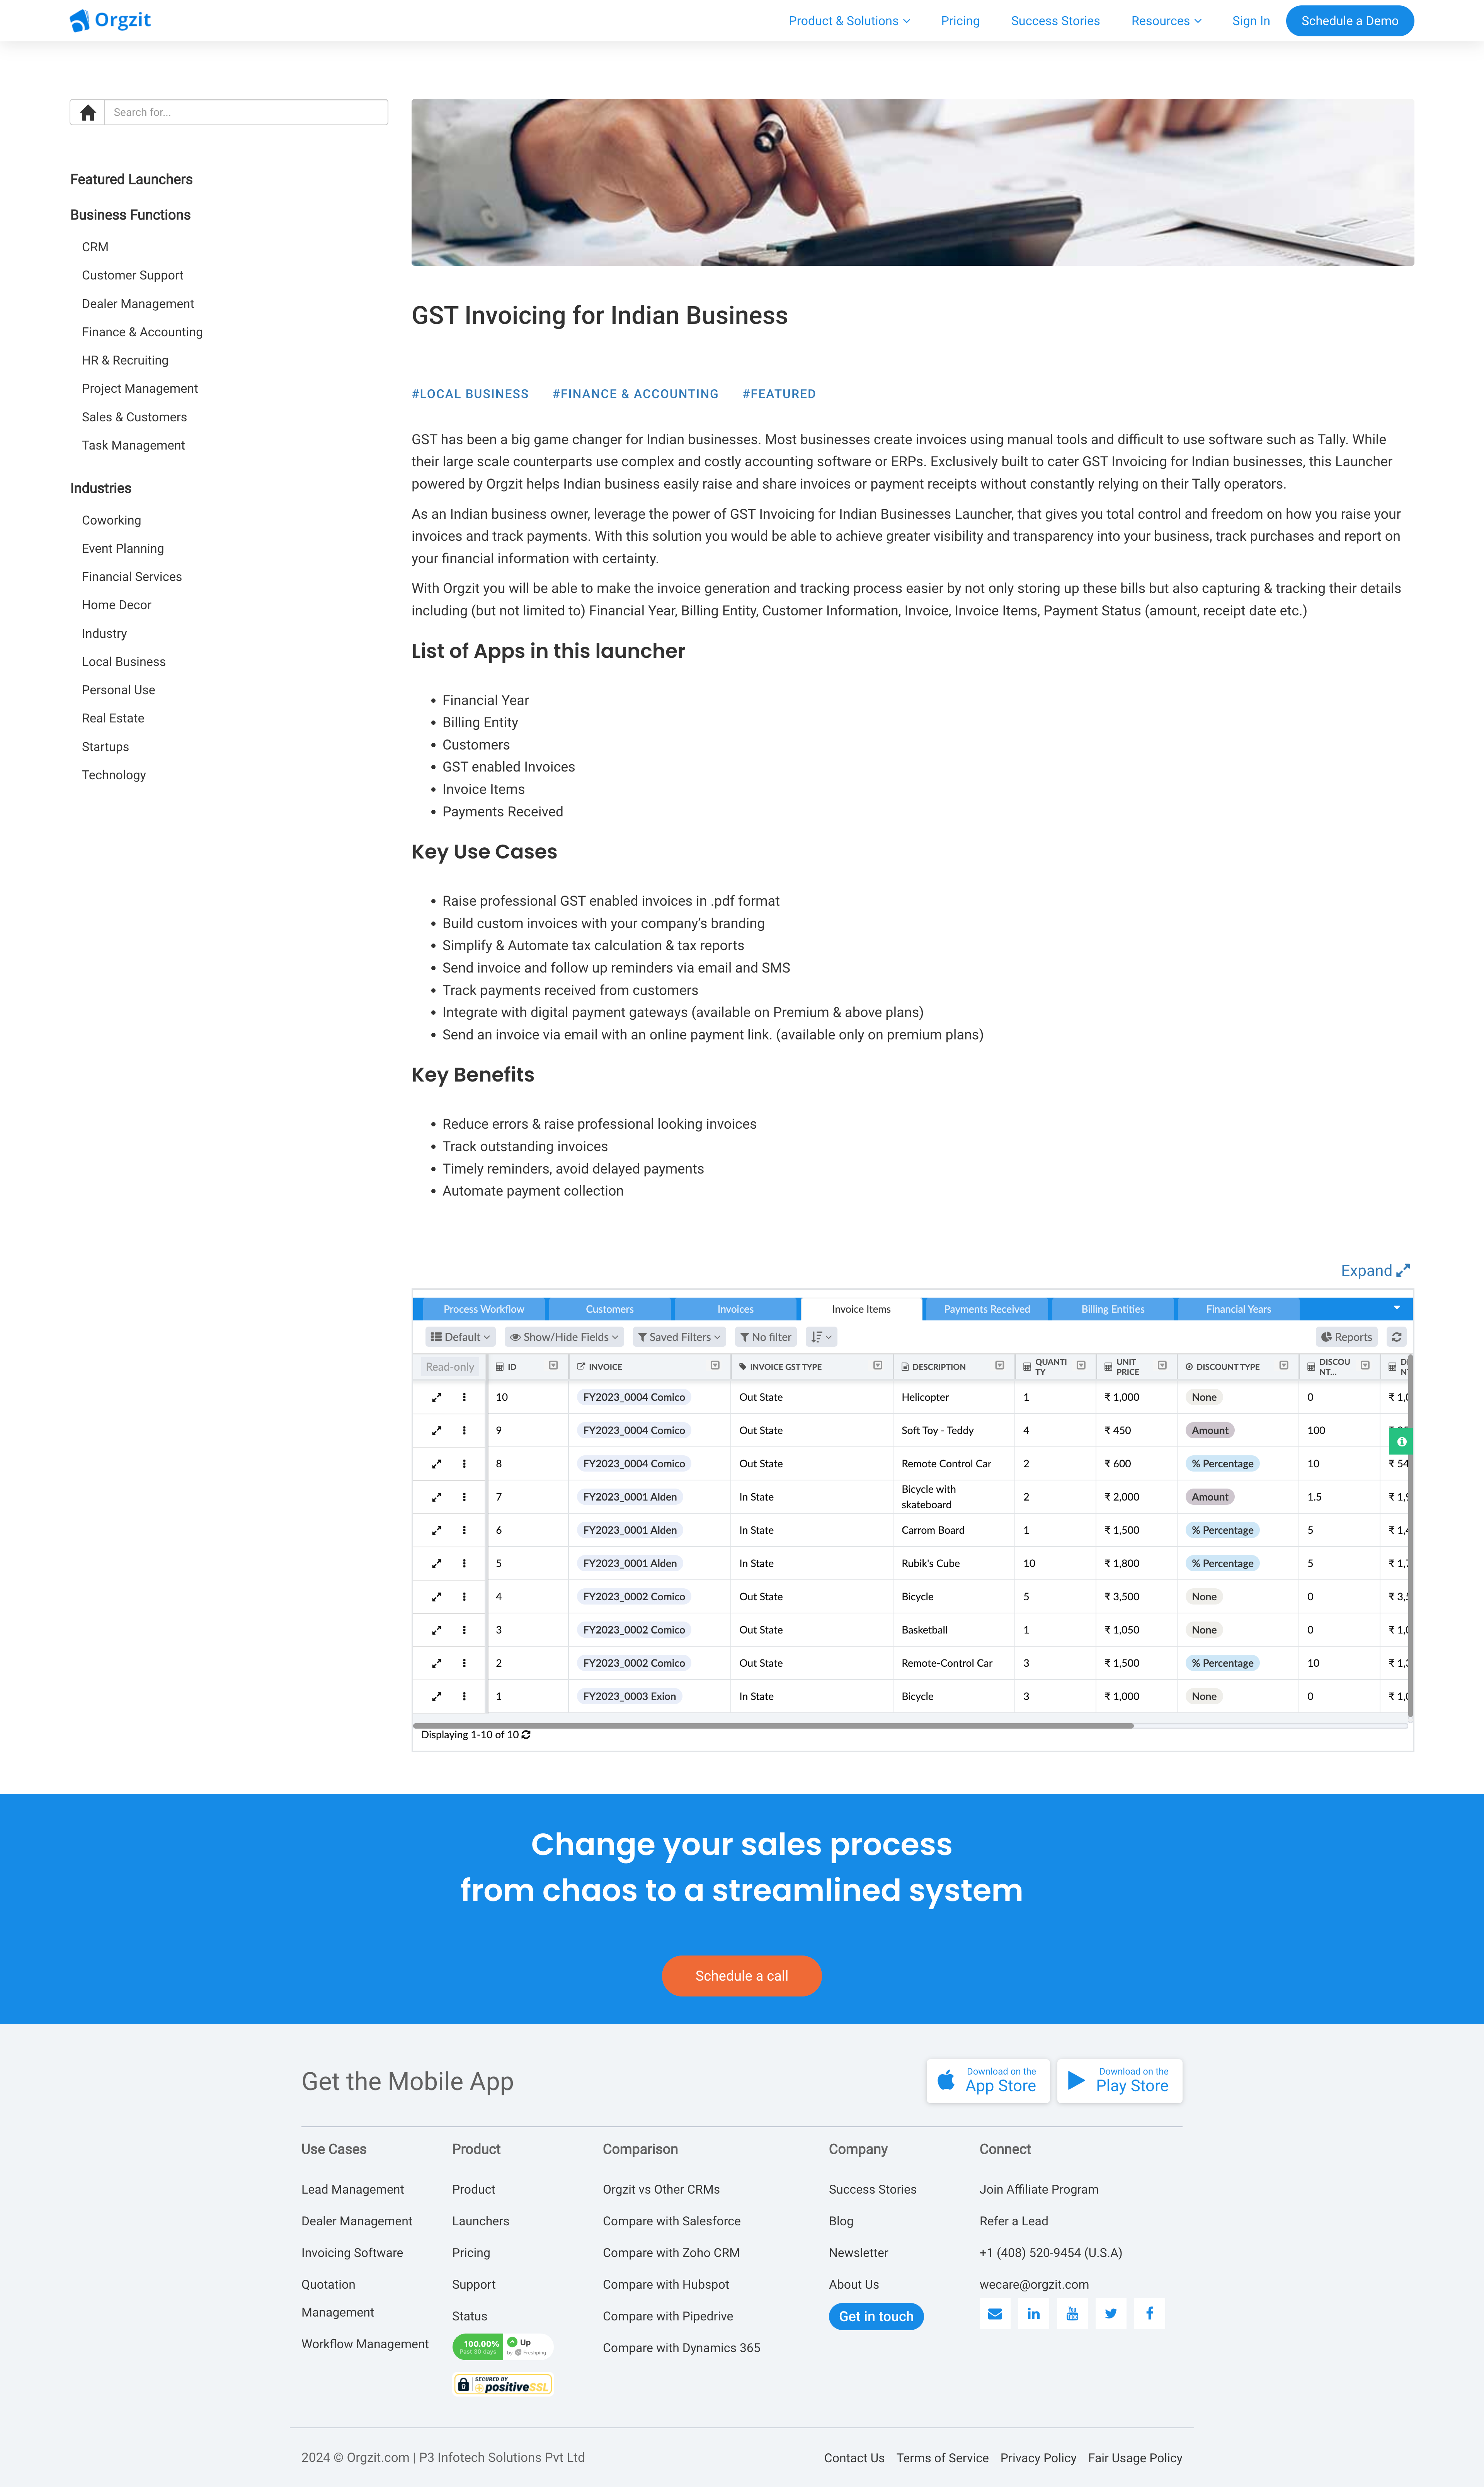 Orgzit
Product & Solutions
Pricing
Success Stories
Resources
Sign In
Schedule a Demo
Search for...
Featured Launchers
Business Functions
CRM
Customer Support
Dealer Management
Finance & Accounting
HR & Recruiting
Project Management
Sales & Customers
Task Management
Industries
Coworking
Event Planning
Financial Services
Home Decor
Industry
Local Business
Personal Use
Real Estate
Startups
Technology
GST Invoicing for Indian Business
#LOCAL BUSINESS #FINANCE & ACCOUNTING #FEATURED
GST has been a big game changer for Indian businesses. Most businesses create invoices using manual tools and difficult to use software such as Tally. While
their large scale counterparts use complex and costly accounting software or ERPs. Exclusively built to cater GST Invoicing for Indian businesses, this Launcher
powered by Orgzit helps Indian business easily raise and share invoices or payment receipts without constantly relying on their Tally operators.
As an Indian business owner, leverage the power of GST Invoicing for Indian Businesses Launcher, that gives you total control and freedom on how you raise your
invoices and track payments. With this solution you would be able to achieve greater visibility and transparency into your business, track purchases and report on
your financial information with certainty.
With Orgzit you will be able to make the invoice generation and tracking process easier by not only storing up these bills but also capturing & tracking their details
including (but not limited to) Financial Year, Billing Entity, Customer Information, Invoice, Invoice Items, Payment Status (amount, receipt date etc.)
List of Apps in this launcher
• Financial Year
• Billing Entity
• Customers
• GST enabled Invoices
• Invoice Items
• Payments Received
Key Use Cases
• Raise professional GST enabled invoices in .pdf format
• Build custom invoices with your company's branding
• Simplify & Automate tax calculation & tax reports
• Send invoice and follow up reminders via email and SMS
• Track payments received from customers
• Integrate with digital payment gateways (available on Premium & above plans)
• Send an invoice via email with an online payment link. (available only on premium plans)
Key Benefits
• Reduce errors & raise professional looking invoices
• Track outstanding invoices
• Timely reminders, avoid delayed payments
• Automate payment collection
Expand
Process Workflow Customers Invoices Invoice Items Payments Received Billing Entities Financial Years
Default Show/Hide Fields Saved Filters No filter Reports
Read-only ID INVOICE INVOICE GST TYPE DESCRIPTION QUANTI TY UNIT PRICE DISCOUNT TYPE DISCOU NT...
10 FY2023_0004 Comico Out State Helicopter 1 ₹ 1,000 None 0
9 FY2023_0004 Comico Out State Soft Toy - Teddy 4 ₹ 450 Amount 100
8 FY2023_0004 Comico Out State Remote Control Car 2 ₹ 600 % Percentage 10 ₹ 54
7 FY2023_0001 Alden In State Bicycle with skateboard 2 ₹ 2,000 Amount 1.5
6 FY2023_0001 Alden In State Carrom Board 1 ₹ 1,500 % Percentage 5
5 FY2023_0001 Alden In State Rubik's Cube 10 ₹ 1,800 % Percentage 5
4 FY2023_0002 Comico Out State Bicycle 5 ₹ 3,500 None 0
3 FY2023_0002 Comico Out State Basketball 1 ₹ 1,050 None 0
2 FY2023_0002 Comico Out State Remote-Control Car 3 ₹ 1,500 % Percentage 10
1 FY2023_0003 Exion In State Bicycle 3 ₹ 1,000 None 0
Displaying 1-10 of 10
Change your sales process
from chaos to a streamlined system
Schedule a call
Get the Mobile App
Download on the
App Store
Download on the
Play Store
Use Cases
Lead Management
Dealer Management
Invoicing Software
Quotation
Management
Workflow Management
Product
Product
Launchers
Pricing
Support
Status
100.00% Up
Past 30 days by Freshping
SECURED BY
positiveSSL
Comparison
Orgzit vs Other CRMs
Compare with Salesforce
Compare with Zoho CRM
Compare with Hubspot
Compare with Pipedrive
Compare with Dynamics 365
Company
Success Stories
Blog
Newsletter
About Us
Get in touch
Connect
Join Affiliate Program
Refer a Lead
+1 (408) 520-9454 (U.S.A)
wecare@orgzit.com
You Tube
2024 © Orgzit.com | P3 Infotech Solutions Pvt Ltd
Contact Us Terms of Service Privacy Policy Fair Usage Policy